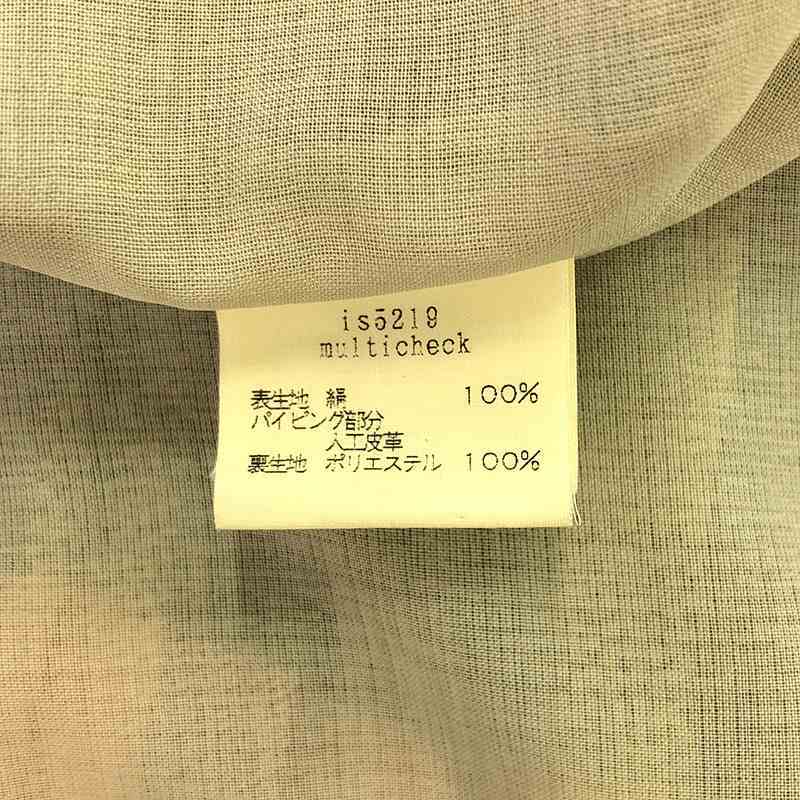 is5219
multicheck
表生地 絹 100%
パイピング部分
人工皮革
裏生地 ポリエステル 100%